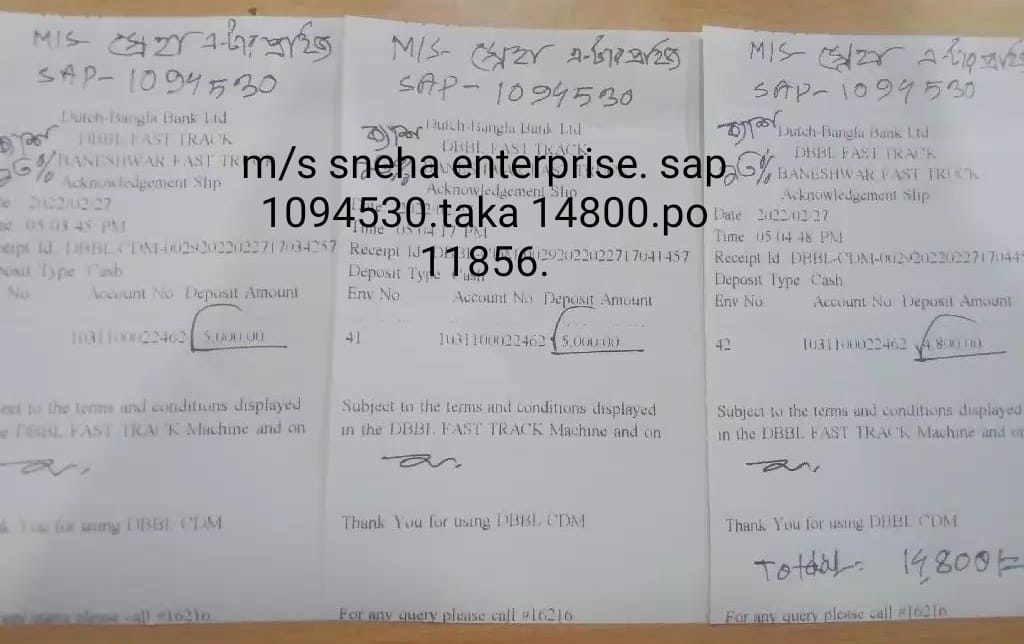 M/S- স্নেহা এন্টারপ্রাইজ
SAP- 1094530
Dutch-Bangla Bank Ltd
DBBL FAST TRACK
BANESHWAR FAST TR
Acknowledgement Slip
2022/02/27
05 03 45 PM
DBBL-CDM-00292022022717034257
Type Cash
No Account No Deposit Amount
1031100022462 5,000.00
to the terms and conditions displayed
DBBL FAST TRACK Machine and on
You for using DBBL CDM
any query please call #16216
M/S- স্নেহা এন্টারপ্রাইজ
SAP- 1094530
Dutch-Bangla Bank Ltd
DBBL FAST TRACK
Acknowledgement Slip
Time 05 04 17 PM
Receipt Id
Deposit Type Cash
Env No Account No Deposit Amount
41 1031100022462 5,000.00
Subject to the terms and conditions displayed
in the DBBL FAST TRACK Machine and on
Thank You for using DBBL CDM
For any query please call #16216
M/S- স্নেহা এন্টারপ্রাইজ
SAP- 1094530
Dutch-Bangla Bank Ltd
DBBL FAST TRACK
BANESHWAR FAST TRACK
Acknowledgement Slip
Date 2022/02/27
Time 05 04 48 PM
Receipt Id DBBL-CDM-00292022022717044
Deposit Type Cash
Env No Account No Deposit Amount
42 1031100022462 4,800.00
Subject to the terms and conditions displayed
in the DBBL FAST TRACK Machine and on
Thank You for using DBBL CDM
Total: 14,800/=
For any query please call #16216
m/s sneha enterprise. sap
1094530.taka 14800.po
11856.